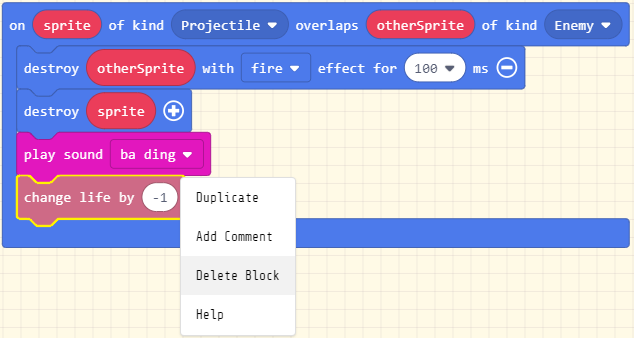 on sprite of kind Projectile overlaps otherSprite of kind Enemy
destroy otherSprite with fire effect for 100 ms
destroy sprite
play sound ba ding
change life by -1
Duplicate
Add Comment
Delete Block
Help